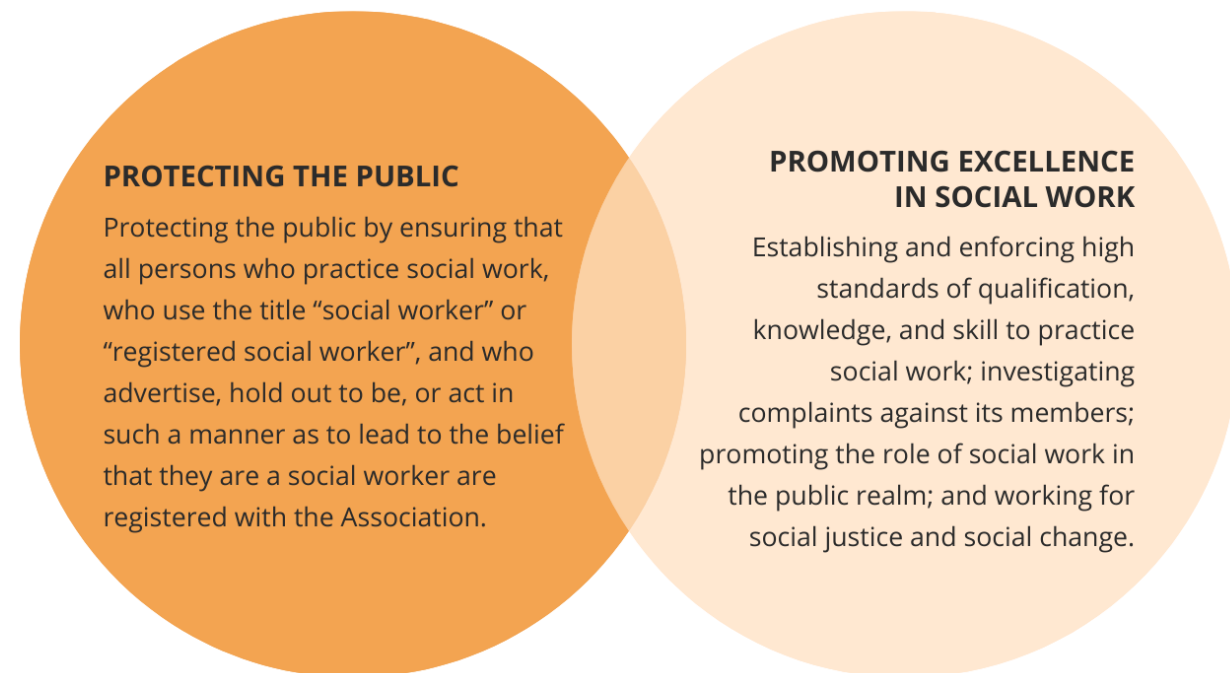 PROTECTING THE PUBLIC
Protecting the public by ensuring that
all persons who practice social work,
who use the title “social worker” or
“registered social worker”, and who
advertise, hold out to be, or act in
such a manner as to lead to the belief
that they are a social worker are
registered with the Association.
PROMOTING EXCELLENCE
IN SOCIAL WORK
Establishing and enforcing high
standards of qualification,
knowledge, and skill to practice
social work; investigating
complaints against its members;
promoting the role of social work in
the public realm; and working for
social justice and social change.